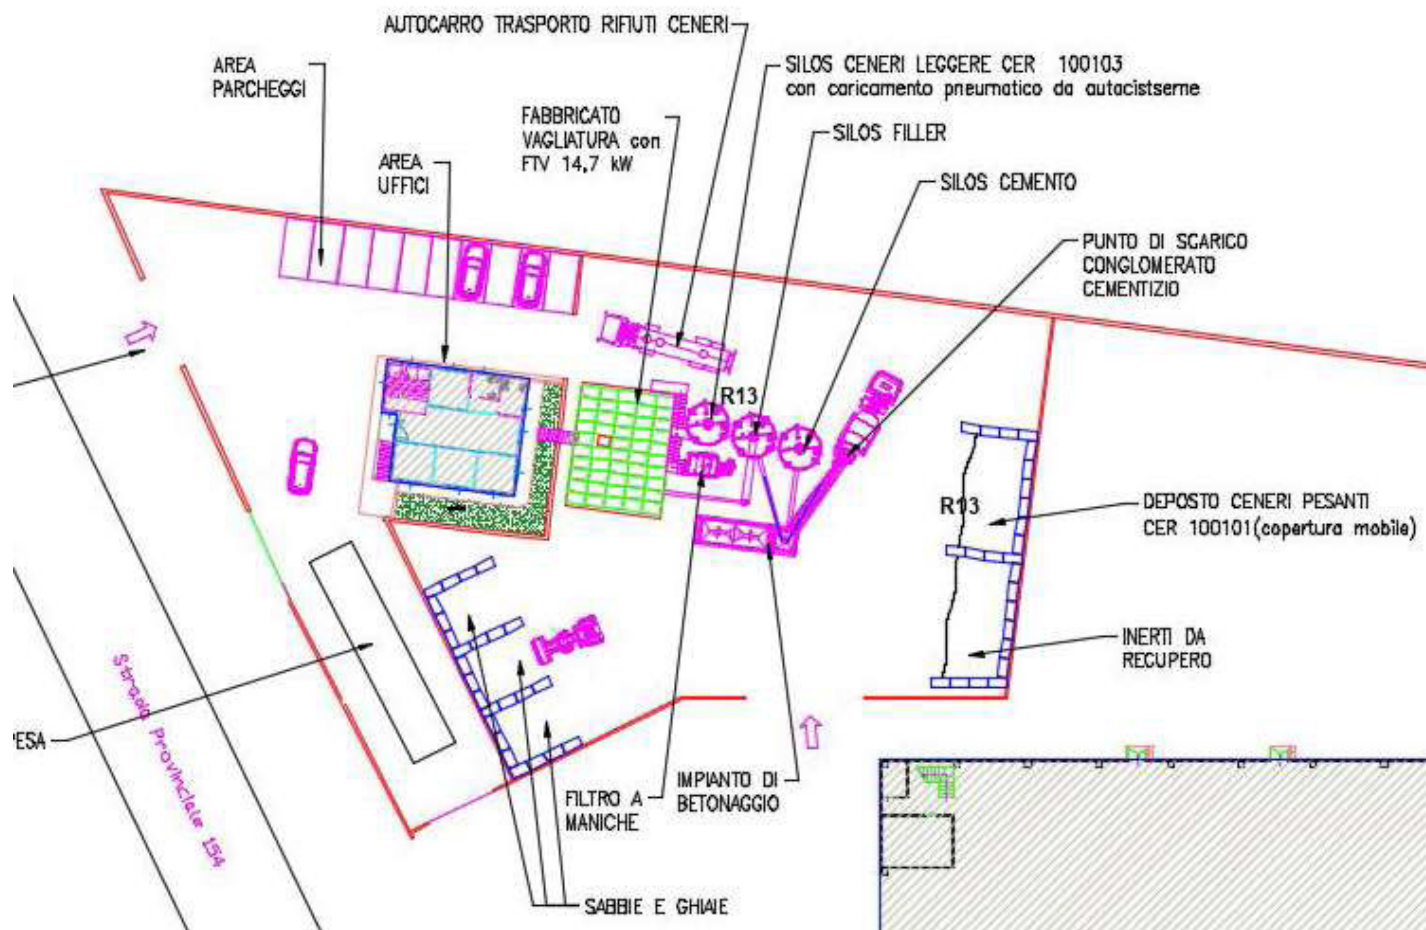 AUTOCARRO TRASPORTO RIFIUTI CENERI
AREA
PARCHEGGI
SILOS CENERI LEGGERE CER 100103
con caricamento pneumatico da autocistserne
FABBRICATO
VAGLIATURA con
FTV 14,7 kW
SILOS FILLER
AREA
UFFICI
SILOS CEMENTO
PUNTO DI SCARICO
CONGLOMERATO
CEMENTIZIO
R13
R13
DEPOSTO CENERI PESANTI
CER 100101(copertura mobile)
INERTI DA
RECUPERO
PESA
Strada Provinciale 154
IMPIANTO DI
BETONAGGIO
FILTRO A
MANICHE
SABBIE E GHIAIE